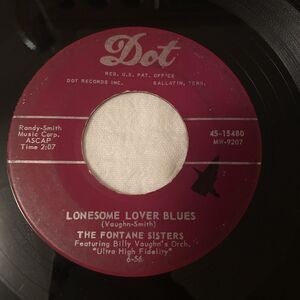 Dot
REG. U.S. PAT. OFFICE
DOT RECORDS INC. GALLATIN, TENN.
Randy-Smith
Music Corp.
ASCAP
Time 2:07
45-15480
MW-9207
LONESOME LOVER BLUES
(Vaughn-Smith)
THE FONTANE SISTERS
Featuring Billy Vaughn's Orch.
"Ultra High Fidelity"
6-56